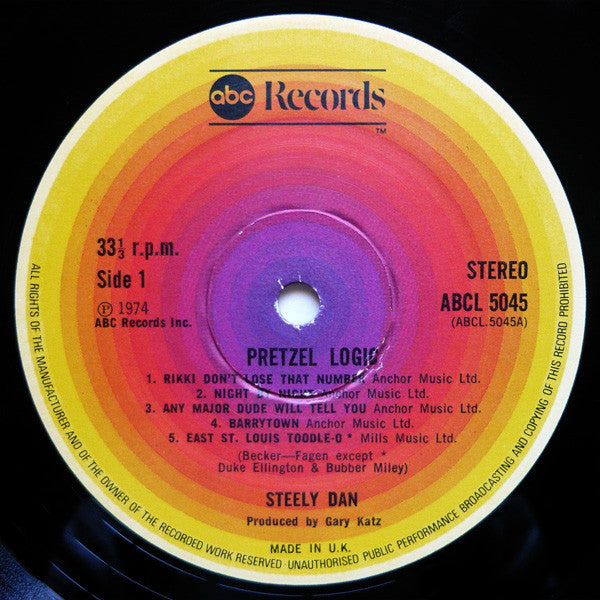 abc Records
TM
33⅓ r.p.m.
Side 1
℗ 1974
ABC Records Inc.
STEREO
ABCL 5045
(ABCL.5045A)
PRETZEL LOGIC
1. RIKKI DON'T LOSE THAT NUMBER Anchor Music Ltd.
2. NIGHT BY NIGHT Anchor Music Ltd.
3. ANY MAJOR DUDE WILL TELL YOU Anchor Music Ltd.
4. BARRYTOWN Anchor Music Ltd.
5. EAST ST. LOUIS TOODLE-O * Mills Music Ltd.
(Becker—Fagen except *
Duke Ellington & Bubber Miley)
STEELY DAN
Produced by Gary Katz
MADE IN U.K.
ALL RIGHTS OF THE MANUFACTURER AND OF THE OWNER OF THE RECORDED WORK RESERVED · UNAUTHORISED PUBLIC PERFORMANCE BROADCASTING AND COPYING OF THIS RECORD PROHIBITED